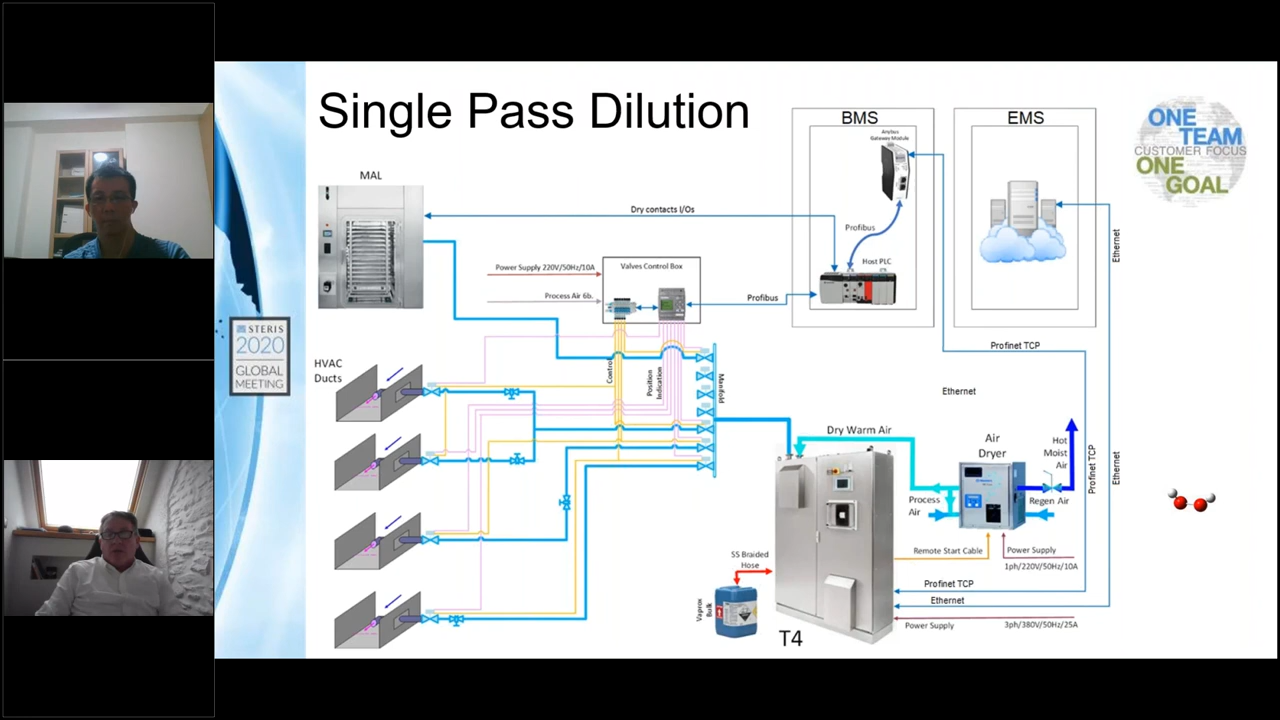 Single Pass Dilution
BMS
EMS
Anybus
Gateway Module
ONE
TEAM
CUSTOMER FOCUS
ONE
GOAL
MAL
Dry contacts I/Os
Profibus
Host PLC
Ethernet
Power Supply 220V/50Hz/10A
Valves Control Box
Process Air 6b.
Profibus
Profinet TCP
STERIS
2020
GLOBAL
MEETING
HVAC
Ducts
Control
Position
Indication
Manifold
Ethernet
Dry Warm Air
Air
Dryer
Hot
Moist
Air
Profinet TCP
Ethernet
Process
Air
Regen Air
Remote Start Cable
Power Supply
1ph/220V/50Hz/10A
SS Braided
Hose
Profinet TCP
Ethernet
Vaprox
Bulk
Power Supply
3ph/380V/50Hz/25A
T4